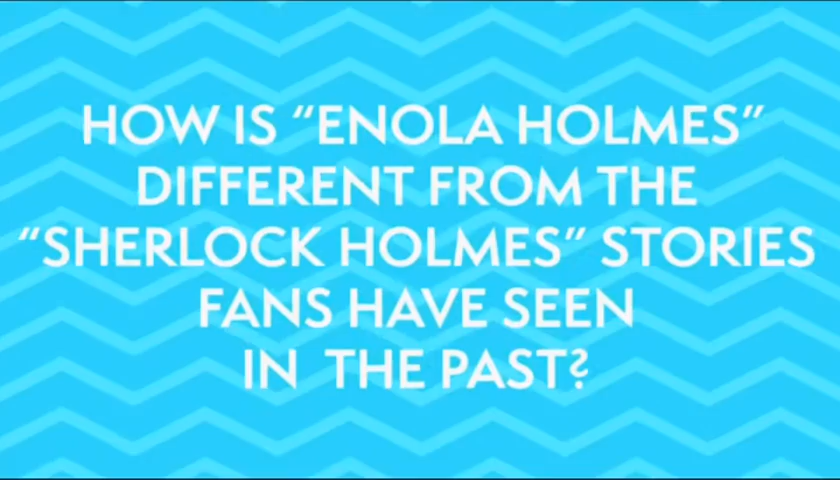 HOW IS “ENOLA HOLMES”
DIFFERENT FROM THE
“SHERLOCK HOLMES” STORIES
FANS HAVE SEEN
IN THE PAST?